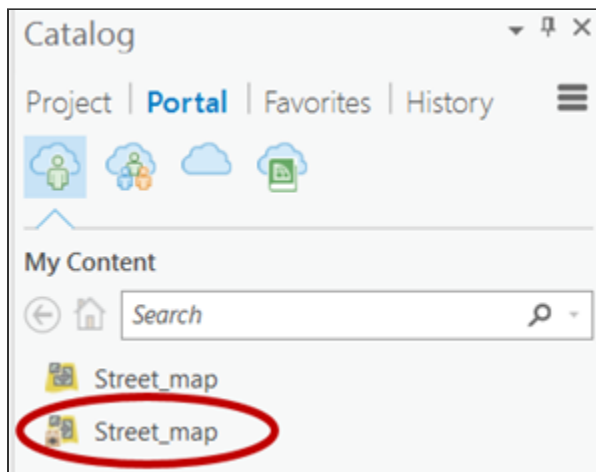 Catalog
Project Portal Favorites History
My Content
Search
Street_map
Street_map